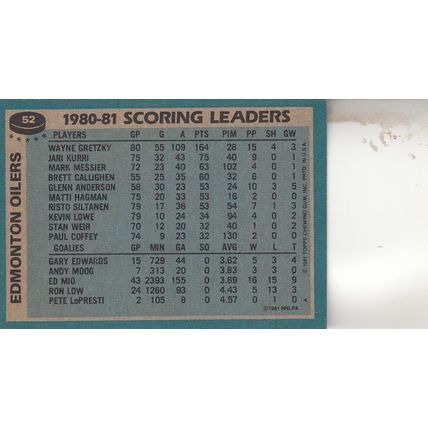 52
1980-81 SCORING LEADERS
EDMONTON OILERS
PLAYERS GP G A PTS PIM PP SH GW
WAYNE GRETZKY 80 55 109 164 28 15 4 3
JARI KURRI 75 32 43 75 40 9 0 1
MARK MESSIER 72 23 40 63 102 4 0 1
BRETT CALLIGHEN 55 25 35 60 32 6 0 1
GLENN ANDERSON 58 30 23 53 24 10 3 5
MATTI HAGMAN 75 20 33 53 16 2 0 0
RISTO SILTANEN 79 17 36 53 54 7 1 3
KEVIN LOWE 79 10 24 34 94 4 0 2
STAN WEIR 70 12 20 32 40 1 0 2
PAUL COFFEY 74 9 23 32 130 2 0 0
GOALIES GP MIN GA SO AVG W L T
GARY EDWARDS 15 729 44 0 3.62 5 3 4
ANDY MOOG 7 313 20 0 3.83 3 3 0
ED MIO 43 2393 155 0 3.89 16 15 9
RON LOW 24 1260 93 0 4.43 5 13 3
PETE LoPRESTI 2 105 8 0 4.57 0 1 0
©1981 NHLPA
A © 1981 TOPPS CHEWING GUM, INC. PRTD. IN U.S.A.